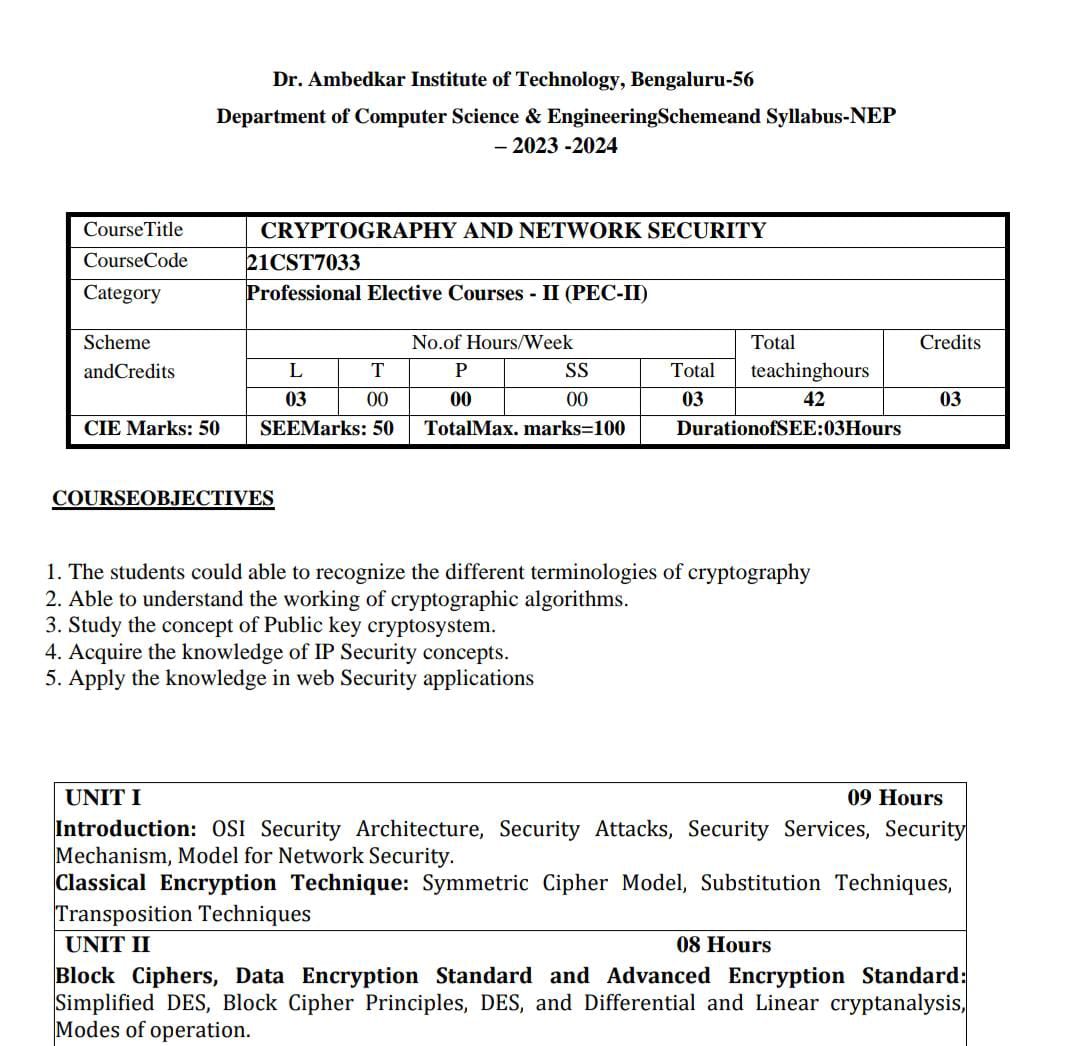 Dr. Ambedkar Institute of Technology, Bengaluru-56
Department of Computer Science & EngineeringSchemeand Syllabus-NEP
– 2023 -2024
CourseTitle CRYPTOGRAPHY AND NETWORK SECURITY
CourseCode 21CST7033
Category Professional Elective Courses - II (PEC-II)
Scheme No.of Hours/Week Total Credits
andCredits L T P SS Total teachinghours
03 00 00 00 03 42 03
CIE Marks: 50 SEEMarks: 50 TotalMax. marks=100 DurationofSEE:03Hours
COURSEOBJECTIVES
1. The students could able to recognize the different terminologies of cryptography
2. Able to understand the working of cryptographic algorithms.
3. Study the concept of Public key cryptosystem.
4. Acquire the knowledge of IP Security concepts.
5. Apply the knowledge in web Security applications
UNIT I 09 Hours
Introduction: OSI Security Architecture, Security Attacks, Security Services, Security
Mechanism, Model for Network Security.
Classical Encryption Technique: Symmetric Cipher Model, Substitution Techniques,
Transposition Techniques
UNIT II 08 Hours
Block Ciphers, Data Encryption Standard and Advanced Encryption Standard:
Simplified DES, Block Cipher Principles, DES, and Differential and Linear cryptanalysis,
Modes of operation.